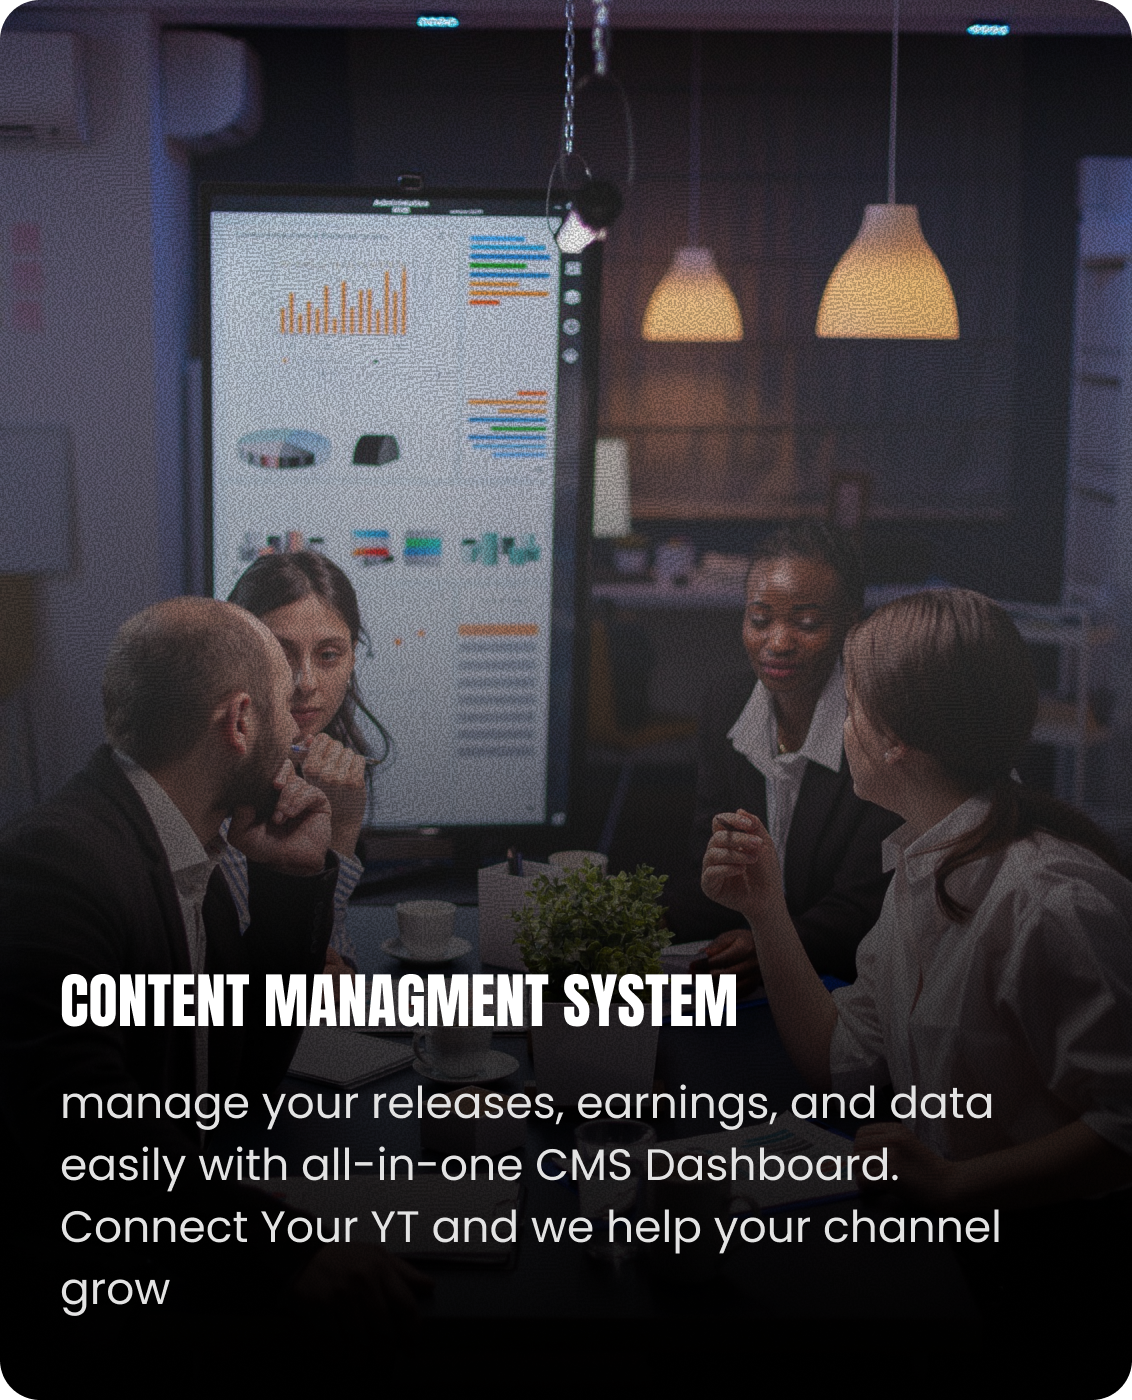 CONTENT MANAGMENT SYSTEM
manage your releases, earnings, and data
easily with all-in-one CMS Dashboard.
Connect Your YT and we help your channel
grow